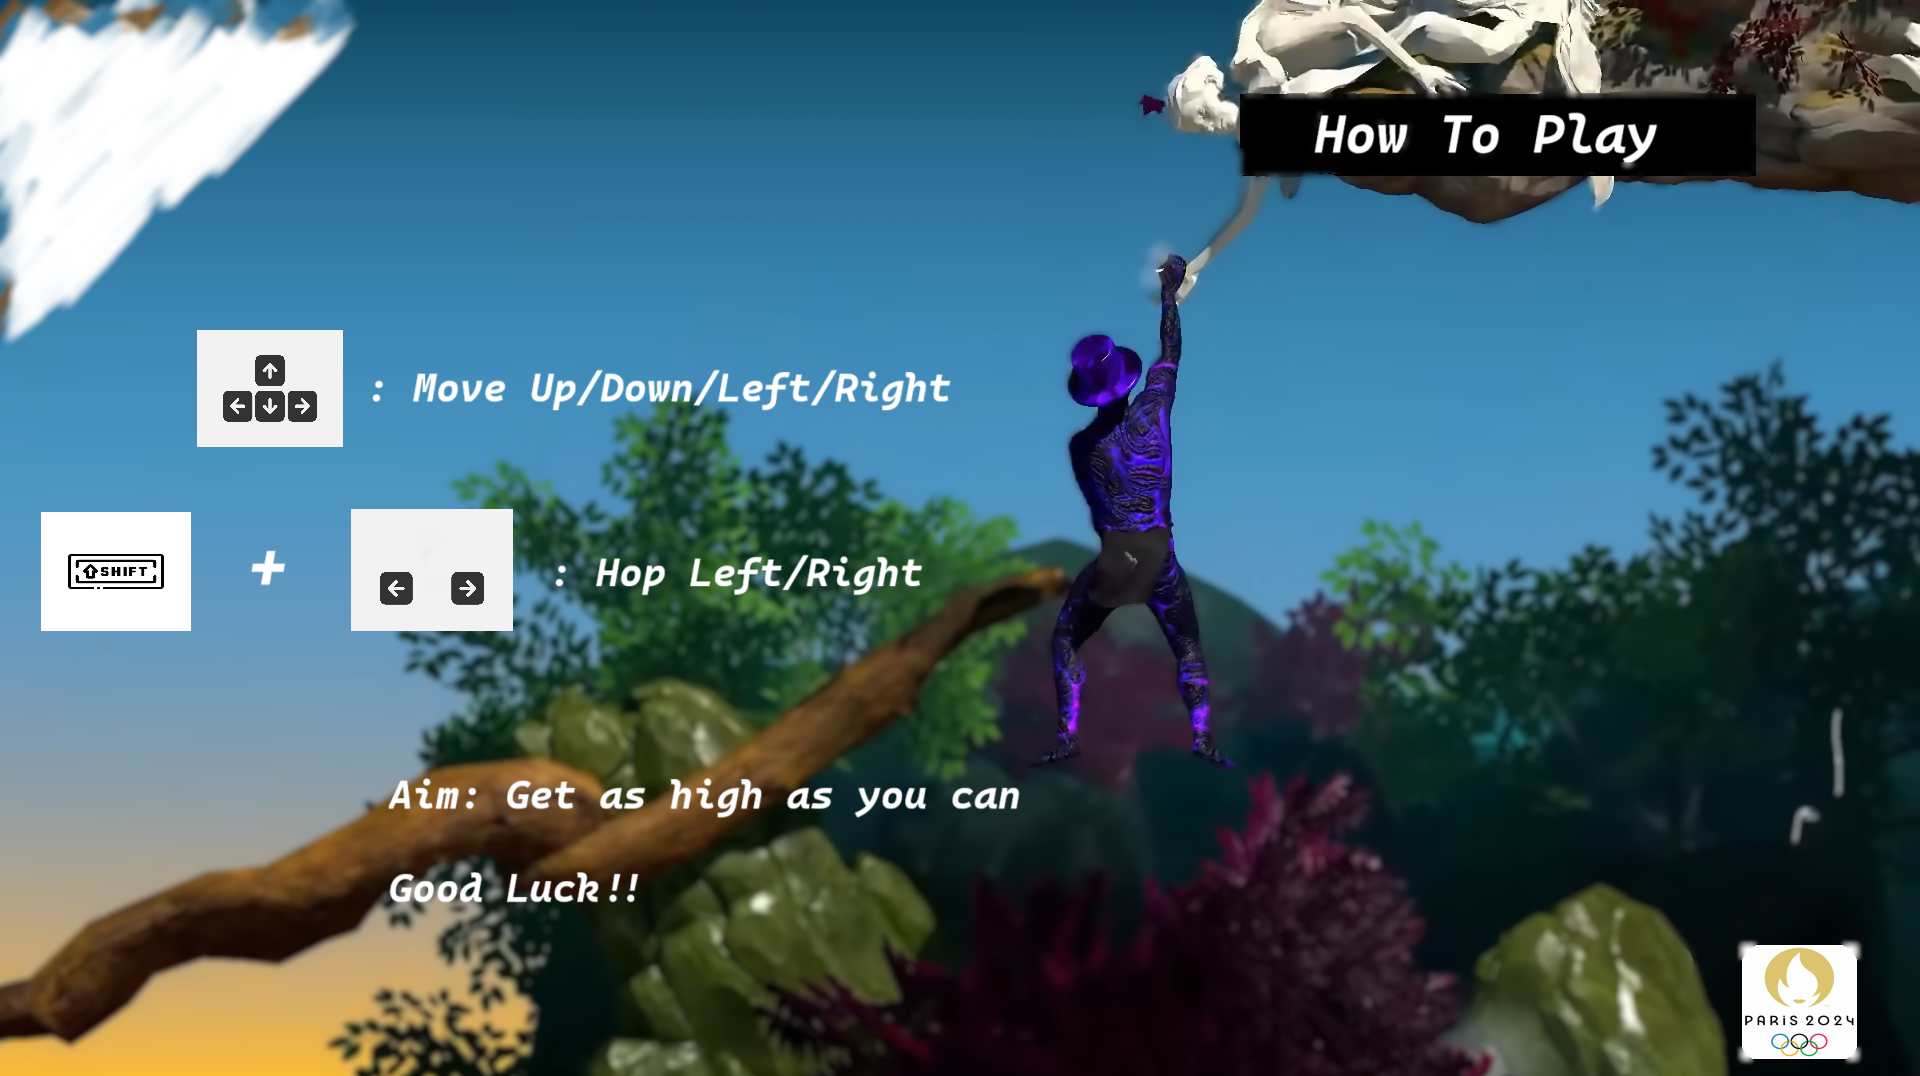 How To Play
: Move Up/Down/Left/Right
SHIFT + : Hop Left/Right
Aim: Get as high as you can
Good Luck!!
PARIS 2024